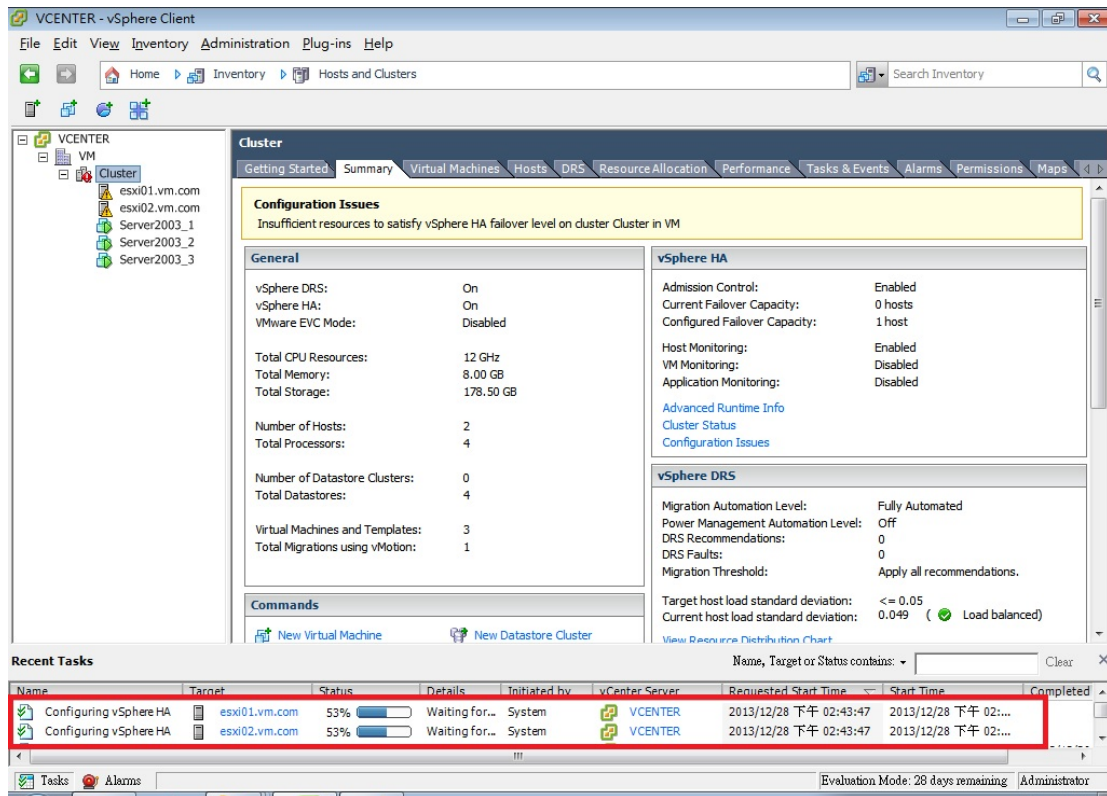 VCENTER - vSphere Client
File Edit View Inventory Administration Plug-ins Help
Home Inventory Hosts and Clusters Search Inventory
VCENTER
VM
Cluster
esxi01.vm.com
esxi02.vm.com
Server2003_1
Server2003_2
Server2003_3
Cluster
Getting Started Summary Virtual Machines Hosts DRS Resource Allocation Performance Tasks & Events Alarms Permissions Maps
Configuration Issues
Insufficient resources to satisfy vSphere HA failover level on cluster Cluster in VM
General
vSphere DRS: On
vSphere HA: On
VMware EVC Mode: Disabled
Total CPU Resources: 12 GHz
Total Memory: 8.00 GB
Total Storage: 178.50 GB
Number of Hosts: 2
Total Processors: 4
Number of Datastore Clusters: 0
Total Datastores: 4
Virtual Machines and Templates: 3
Total Migrations using vMotion: 1
Commands
New Virtual Machine New Datastore Cluster
vSphere HA
Admission Control: Enabled
Current Failover Capacity: 0 hosts
Configured Failover Capacity: 1 host
Host Monitoring: Enabled
VM Monitoring: Disabled
Application Monitoring: Disabled
Advanced Runtime Info
Cluster Status
Configuration Issues
vSphere DRS
Migration Automation Level: Fully Automated
Power Management Automation Level: Off
DRS Recommendations: 0
DRS Faults: 0
Migration Threshold: Apply all recommendations.
Target host load standard deviation: <= 0.05
Current host load standard deviation: 0.049 ( Load balanced)
View Resource Distribution Chart
Recent Tasks Name, Target or Status contains: Clear
Name Target Status Details Initiated by vCenter Server Requested Start Time Start Time Completed
Configuring vSphere HA esxi01.vm.com 53% Waiting for... System VCENTER 2013/12/28 下午 02:43:47 2013/12/28 下午 02:...
Configuring vSphere HA esxi02.vm.com 53% Waiting for... System VCENTER 2013/12/28 下午 02:43:47 2013/12/28 下午 02:...
Tasks Alarms Evaluation Mode: 28 days remaining Administrator